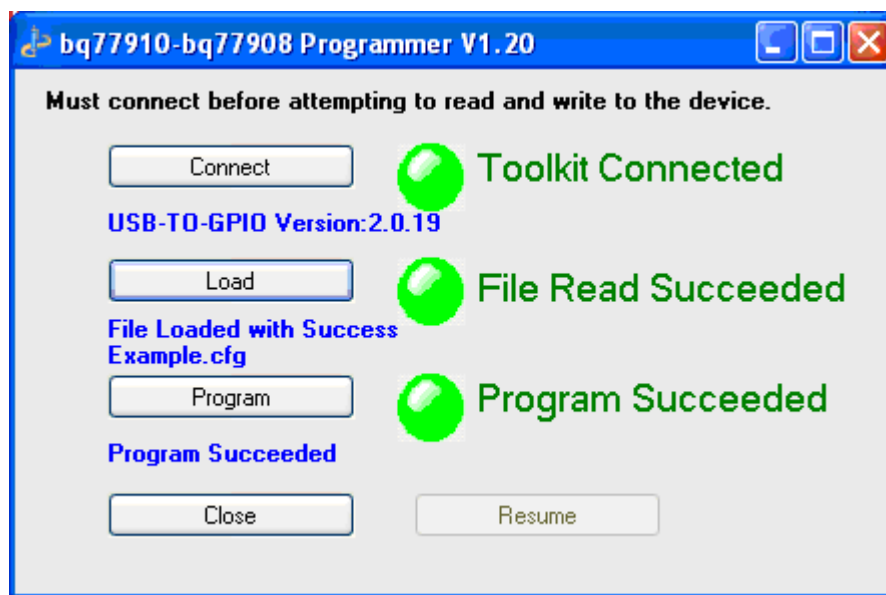 bq77910-bq77908 Programmer V1.20
Must connect before attempting to read and write to the device.
Connect
Toolkit Connected
USB-TO-GPIO Version:2.0.19
Load
File Read Succeeded
File Loaded with Success
Example.cfg
Program
Program Succeeded
Program Succeeded
Close
Resume